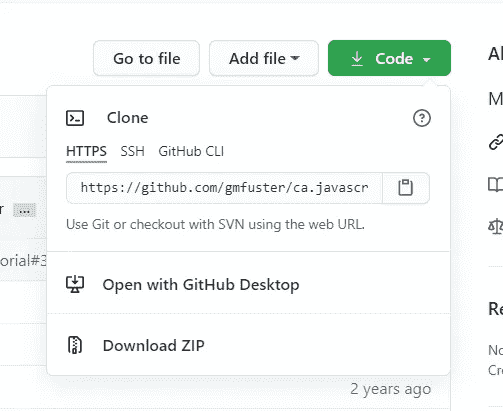 Go to file Add file Code
Clone
HTTPS SSH GitHub CLI
https://github.com/gmfuster/ca.javascr
r ...
Use Git or checkout with SVN using the web URL.
orial#3
Open with GitHub Desktop
Download ZIP
2 years ago
Al
M
Re
No
Cre